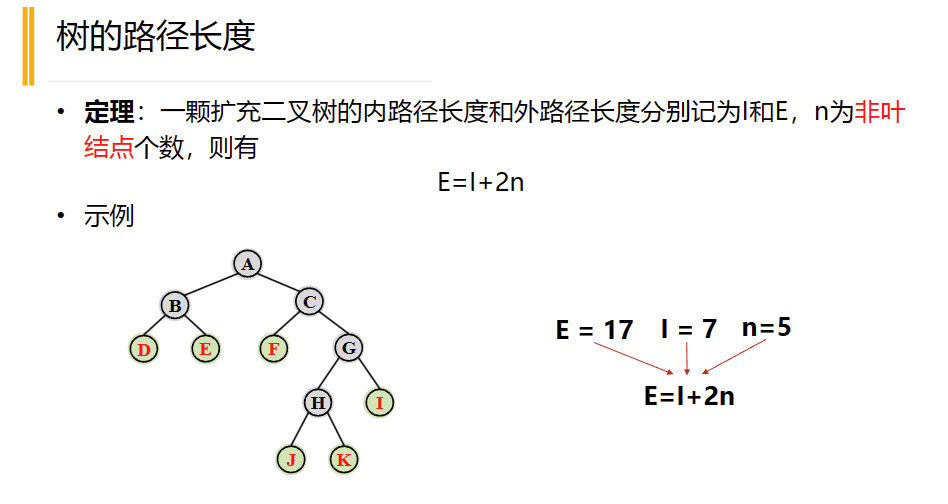 树的路径长度
• 定理：一颗扩充二叉树的内路径长度和外路径长度分别记为I和E，n为非叶
结点个数，则有
E=I+2n
• 示例
A
B C
D E F G
H I
J K
E = 17 I = 7 n=5
E=I+2n